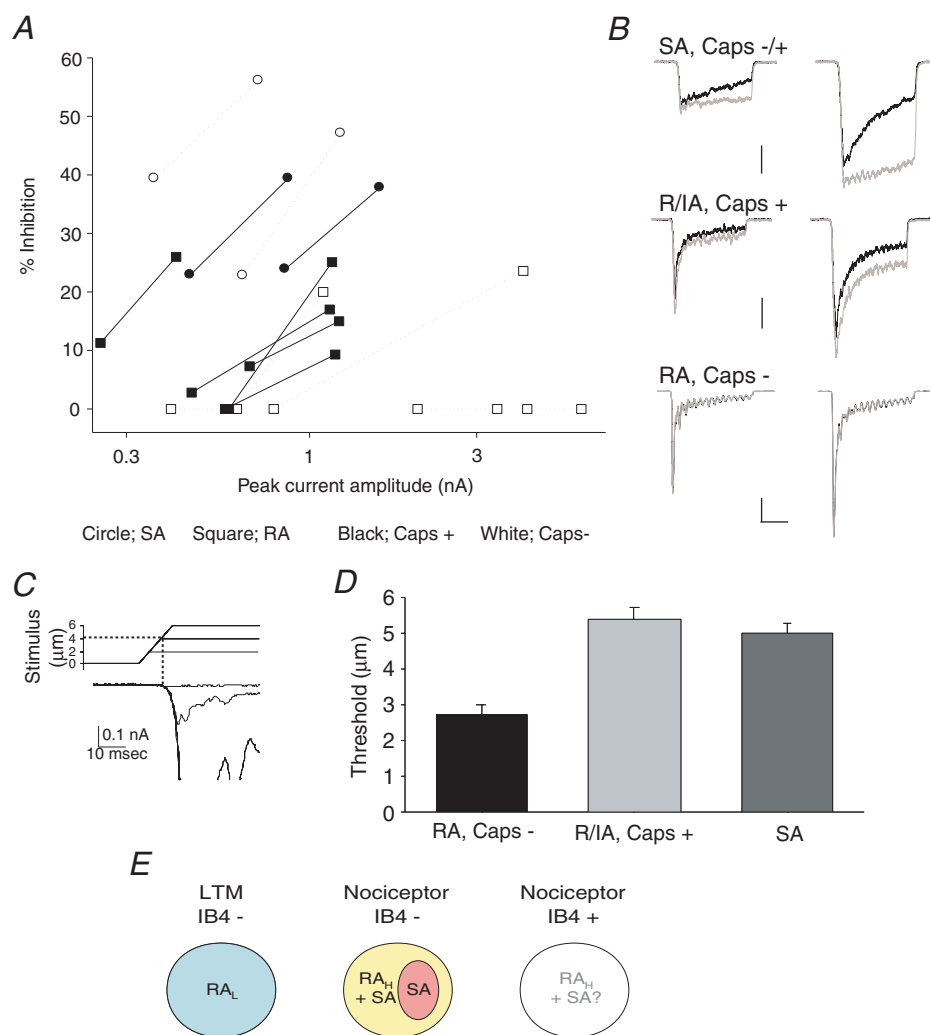 A
60
50
40
30
20
10
0
% Inhibition
0.3
1
3
Peak current amplitude (nA)
Circle; SA Square; RA Black; Caps + White; Caps-
B
SA, Caps -/+
R/IA, Caps +
RA, Caps -
C
Stimulus
(μm)
6
4
2
0
0.1 nA
10 msec
D
6
5
4
3
2
1
0
Threshold (μm)
RA, Caps -
R/IA, Caps +
SA
E
LTM
IB4 -
RAL
Nociceptor
IB4 -
RAH
+ SA
SA
Nociceptor
IB4 +
RAH
+ SA?